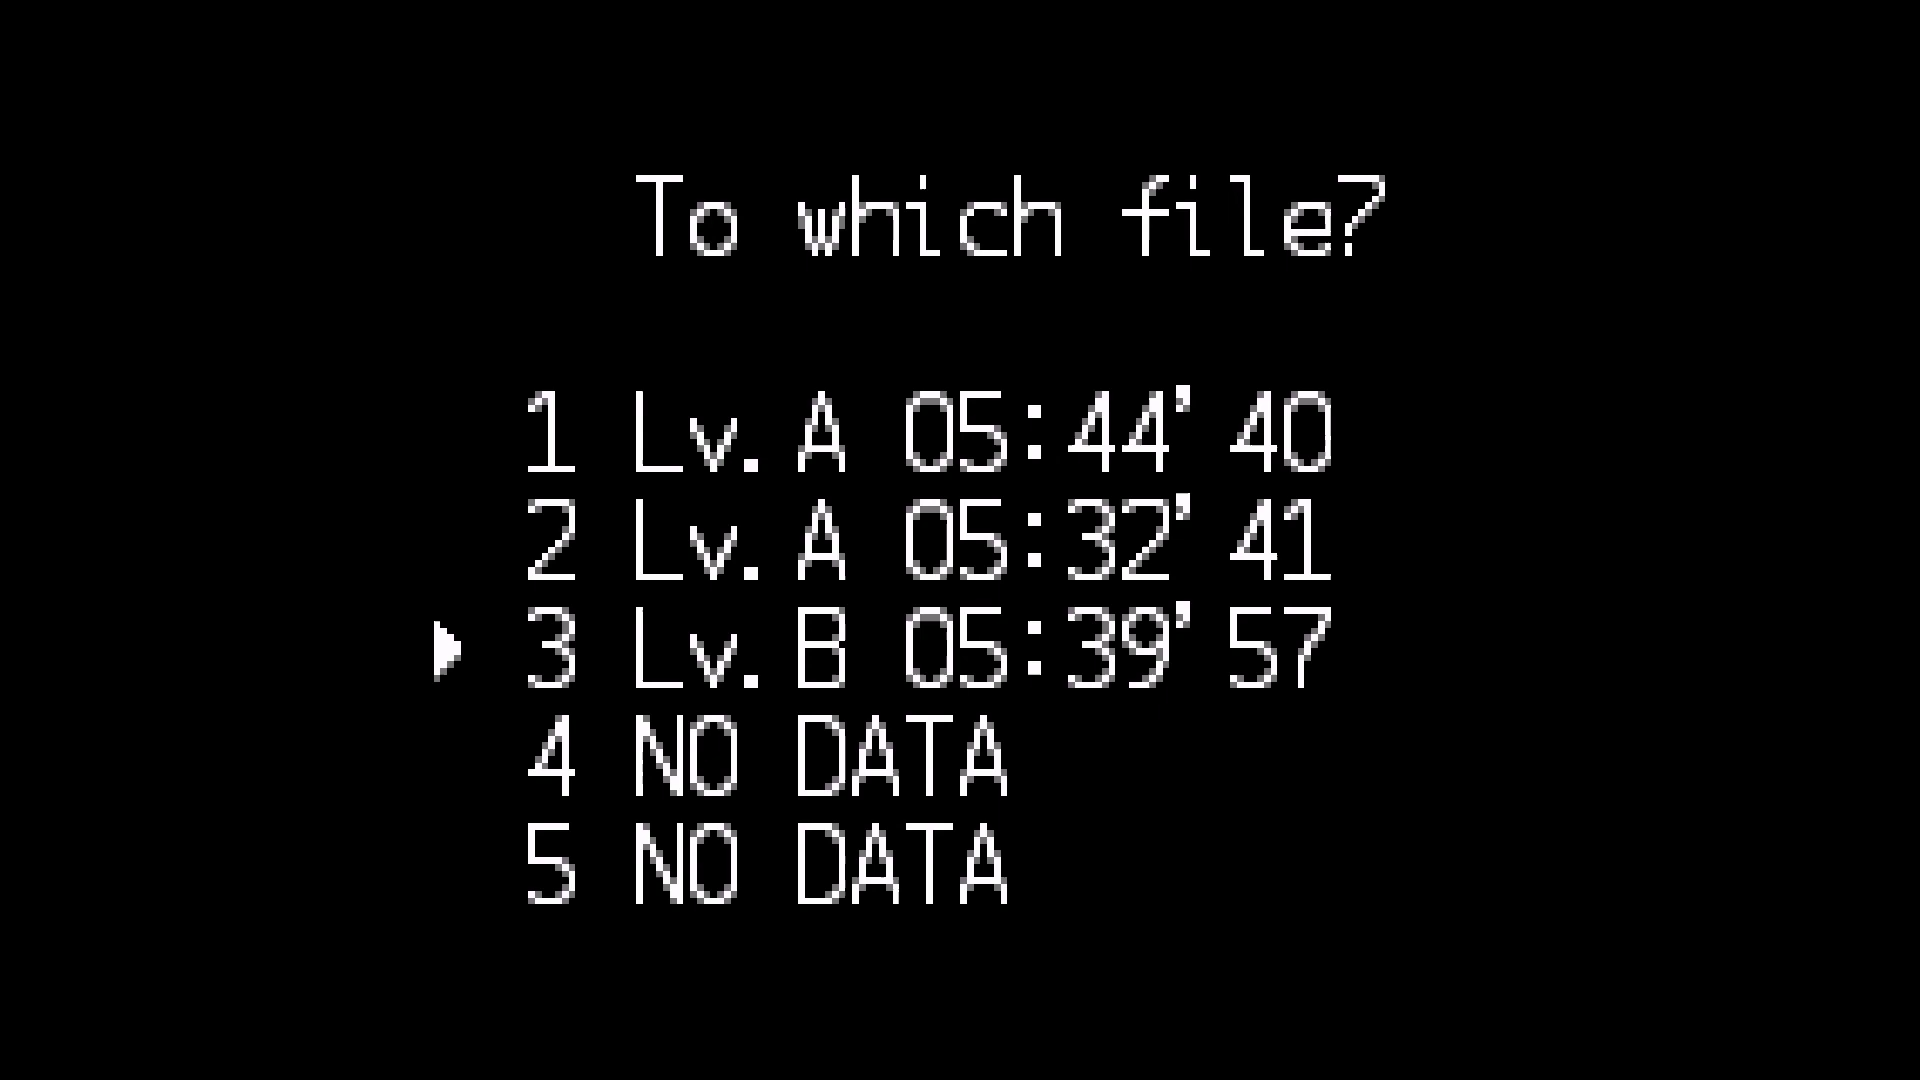 To which file?
1 Lv. A 05:44' 40
2 Lv. A 05:32' 41
3 Lv. B 05:39' 57
4 NO DATA
5 NO DATA